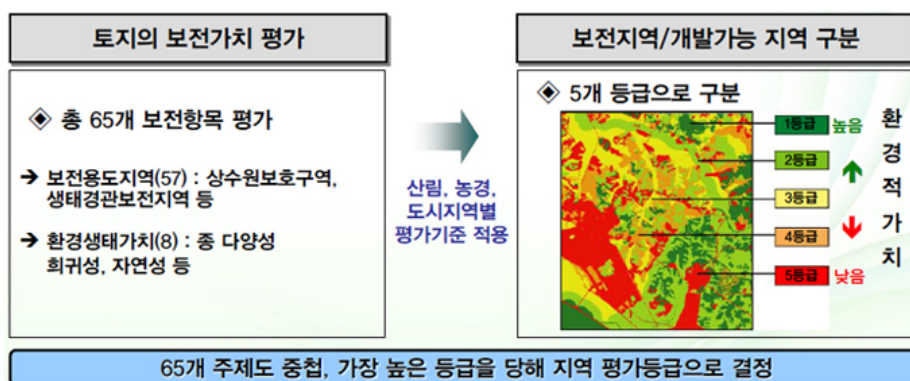 토지의 보전가치 평가
◈ 총 65개 보전항목 평가
➔ 보전용도지역(57) : 상수원보호구역,
생태경관보전지역 등
➔ 환경생태가치(8) : 종 다양성
희귀성, 자연성 등
산림, 농경,
도시지역별
평가기준 적용
보전지역/개발가능 지역 구분
◈ 5개 등급으로 구분
1등급 높음
2등급
3등급
4등급
5등급 낮음
환
경
적
가
치
65개 주제도 중첩, 가장 높은 등급을 당해 지역 평가등급으로 결정